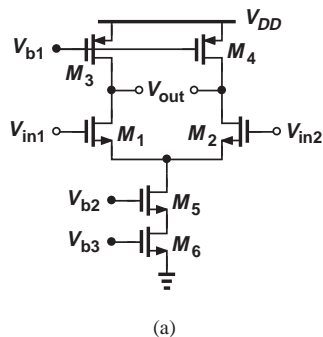 V_DD
V_b1
M_3
M_4
V_out
V_in1
M_1
M_2
V_in2
V_b2
M_5
V_b3
M_6
(a)